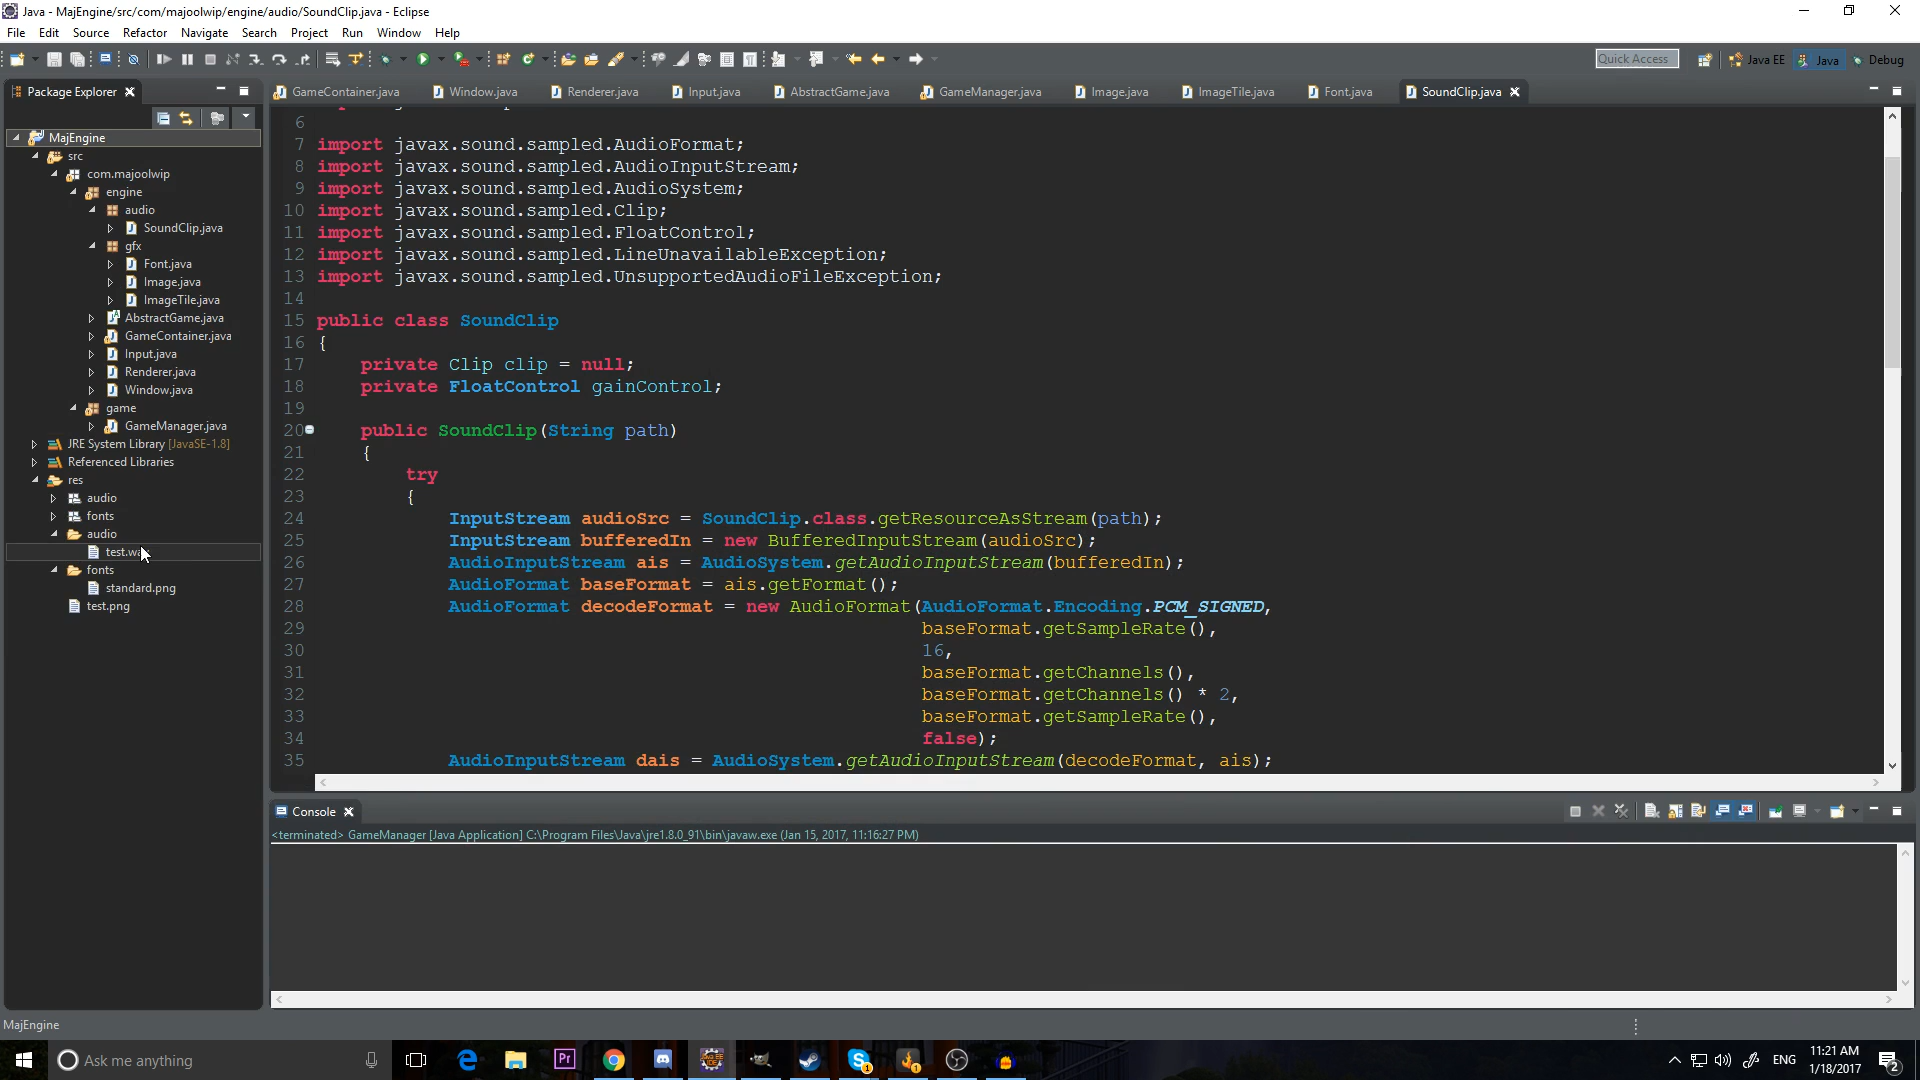 Java - MajEngine/src/com/majoolwip/engine/audio/SoundClip.java - Eclipse
File Edit Source Refactor Navigate Search Project Run Window Help
Quick Access Java EE Java Debug
Package Explorer
GameContainer.java Window.java Renderer.java Input.java AbstractGame.java GameManager.java Image.java ImageTile.java Font.java SoundClip.java
MajEngine
src
com.majoolwip
engine
audio
SoundClip.java
gfx
Font.java
Image.java
ImageTile.java
AbstractGame.java
GameContainer.java
Input.java
Renderer.java
Window.java
game
GameManager.java
JRE System Library [JavaSE-1.8]
Referenced Libraries
res
audio
fonts
audio
fonts
standard.png
test.png
6
7 import javax.sound.sampled.AudioFormat;
8 import javax.sound.sampled.AudioInputStream;
9 import javax.sound.sampled.AudioSystem;
10 import javax.sound.sampled.Clip;
11 import javax.sound.sampled.FloatControl;
12 import javax.sound.sampled.LineUnavailableException;
13 import javax.sound.sampled.UnsupportedAudioFileException;
14
15 public class SoundClip
16 {
17 private Clip clip = null;
18 private FloatControl gainControl;
19
20 public SoundClip(String path)
21 {
22 try
23 {
24 InputStream audioSrc = SoundClip.class.getResourceAsStream(path);
25 InputStream bufferedIn = new BufferedInputStream(audioSrc);
26 AudioInputStream ais = AudioSystem.getAudioInputStream(bufferedIn);
27 AudioFormat baseFormat = ais.getFormat();
28 AudioFormat decodeFormat = new AudioFormat(AudioFormat.Encoding.PCM_SIGNED,
29 baseFormat.getSampleRate(),
30 16,
31 baseFormat.getChannels(),
32 baseFormat.getChannels() * 2,
33 baseFormat.getSampleRate(),
34 false);
35 AudioInputStream dais = AudioSystem.getAudioInputStream(decodeFormat, ais);
Console
<terminated> GameManager [Java Application] C:\Program Files\Java\jre1.8.0_91\bin\javaw.exe (Jan 15, 2017, 11:16:27 PM)
MajEngine
Ask me anything
ENG
11:21 AM
1/18/2017
2